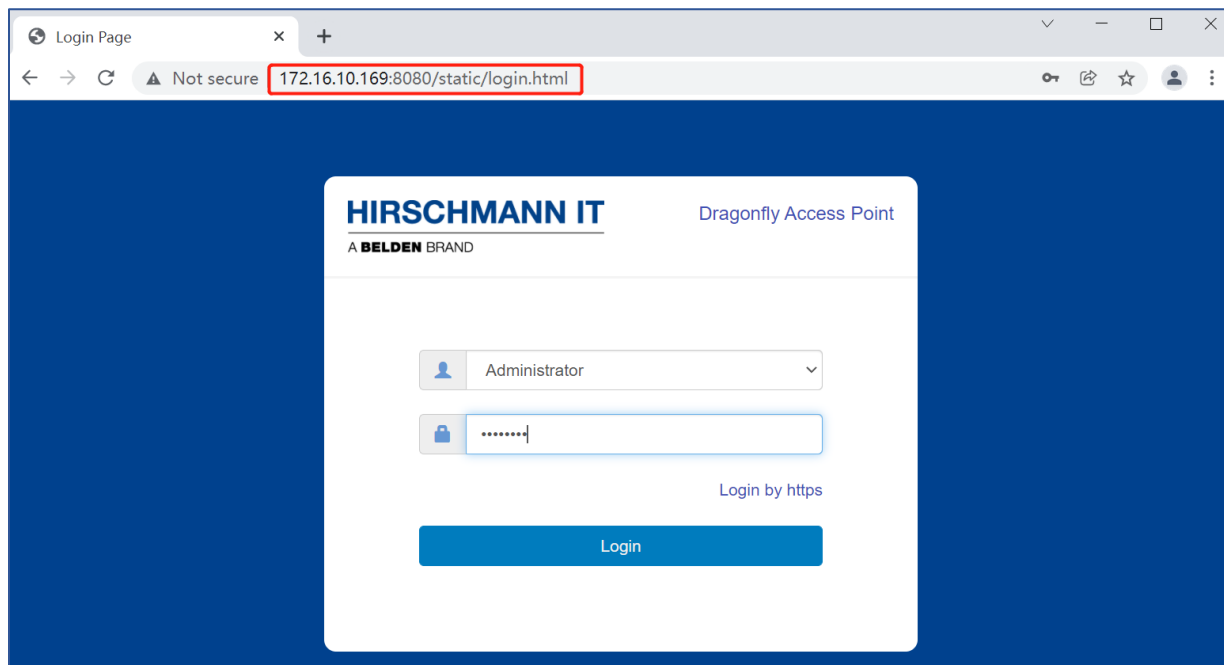 Login Page
Not secure 172.16.10.169:8080/static/login.html
HIRSCHMANN IT
A BELDEN BRAND
Dragonfly Access Point
Administrator
••••••••
Login by https
Login